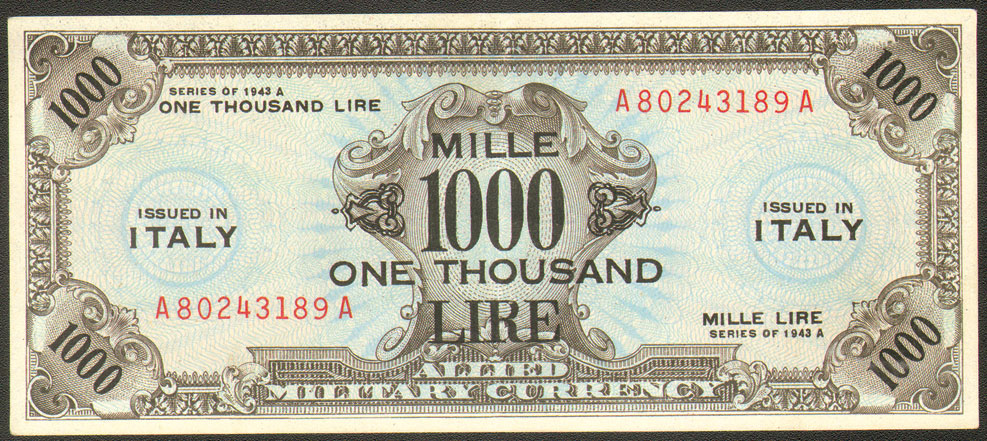 1000
1000
SERIES OF 1943 A
ONE THOUSAND LIRE
A80243189A
MILLE
1000
ONE THOUSAND
LIRE
ISSUED IN
ITALY
ISSUED IN
ITALY
A80243189A
MILLE LIRE
SERIES OF 1943 A
1000
1000
ALLIED
MILITARY CURRENCY